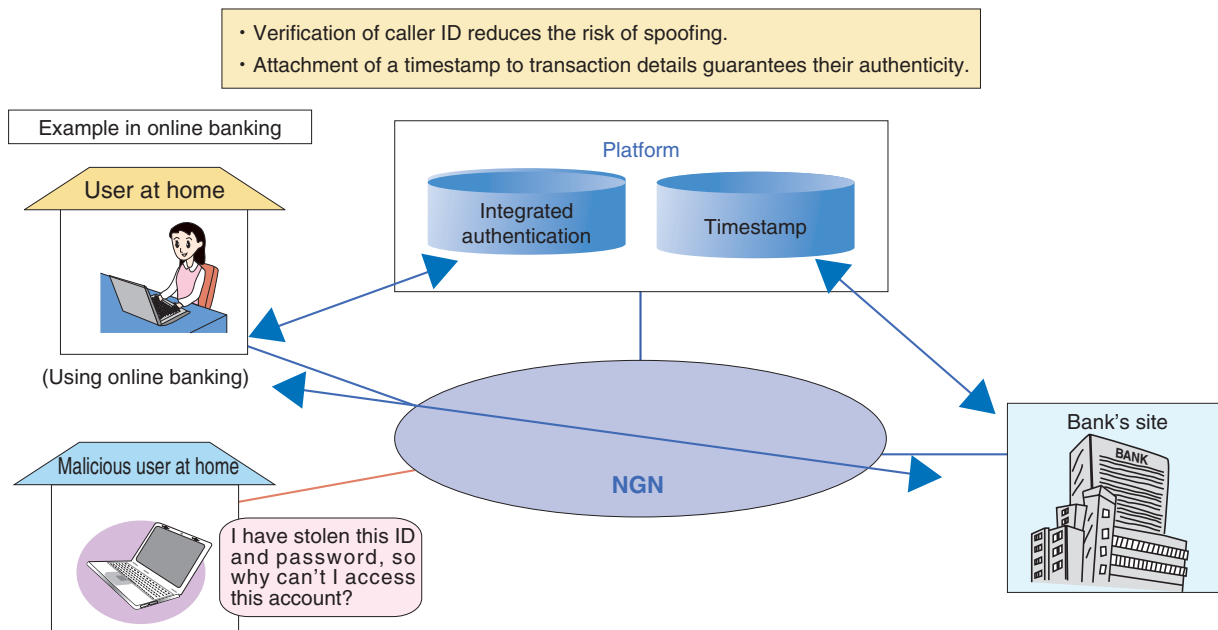 ・Verification of caller ID reduces the risk of spoofing.
・Attachment of a timestamp to transaction details guarantees their authenticity.
Example in online banking
Platform
User at home
Integrated
authentication
Timestamp
(Using online banking)
Bank's site
BANK
Malicious user at home
NGN
I have stolen this ID
and password, so
why can't I access
this account?